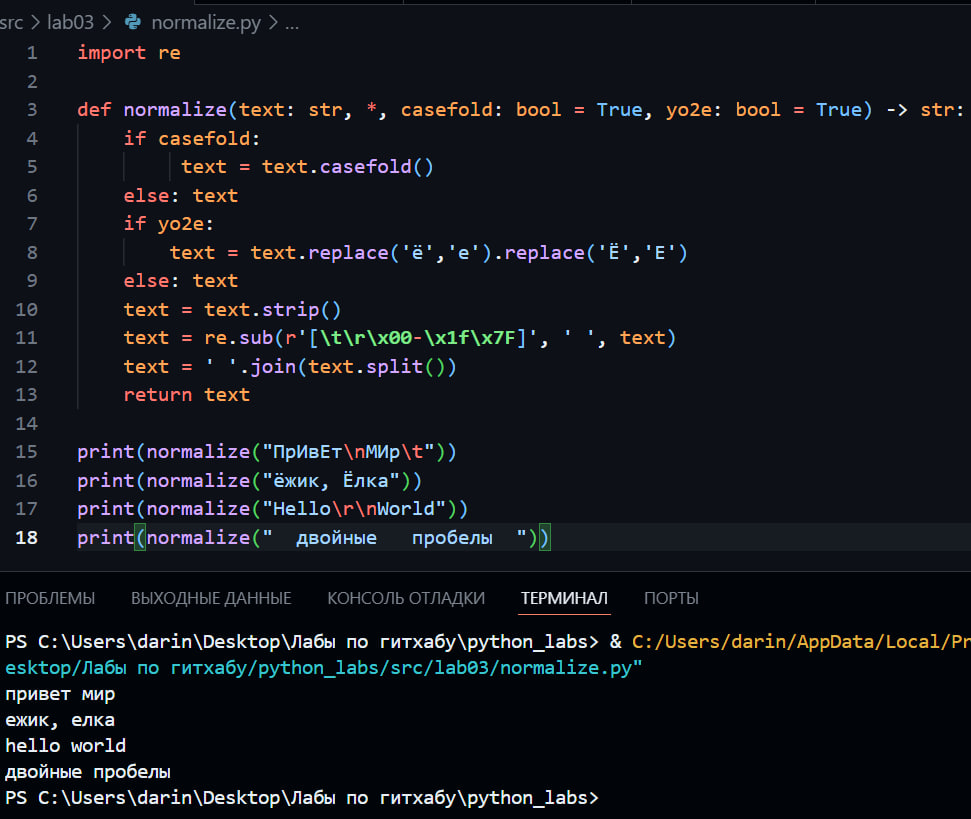 src > lab03 > normalize.py > ...
1 import re
2
3 def normalize(text: str, *, casefold: bool = True, yo2e: bool = True) -> str:
4     if casefold:
5         text = text.casefold()
6     else: text
7     if yo2e:
8         text = text.replace('ё','е').replace('Ё','Е')
9     else: text
10     text = text.strip()
11     text = re.sub(r'[\t\r\x00-\x1f\x7F]', ' ', text)
12     text = ' '.join(text.split())
13     return text
14
15 print(normalize("ПрИвЕт\nМИр\t"))
16 print(normalize("ёжик, Ёлка"))
17 print(normalize("Hello\r\nWorld"))
18 print(normalize("  двойные   пробелы  "))
ПРОБЛЕМЫ ВЫХОДНЫЕ ДАННЫЕ КОНСОЛЬ ОТЛАДКИ ТЕРМИНАЛ ПОРТЫ
PS C:\Users\darin\Desktop\Лабы по гитхабу\python_labs> & C:/Users/darin/AppData/Local/Pr
esktop/Лабы по гитхабу/python_labs/src/lab03/normalize.py"
привет мир
ежик, елка
hello world
двойные пробелы
PS C:\Users\darin\Desktop\Лабы по гитхабу\python_labs>